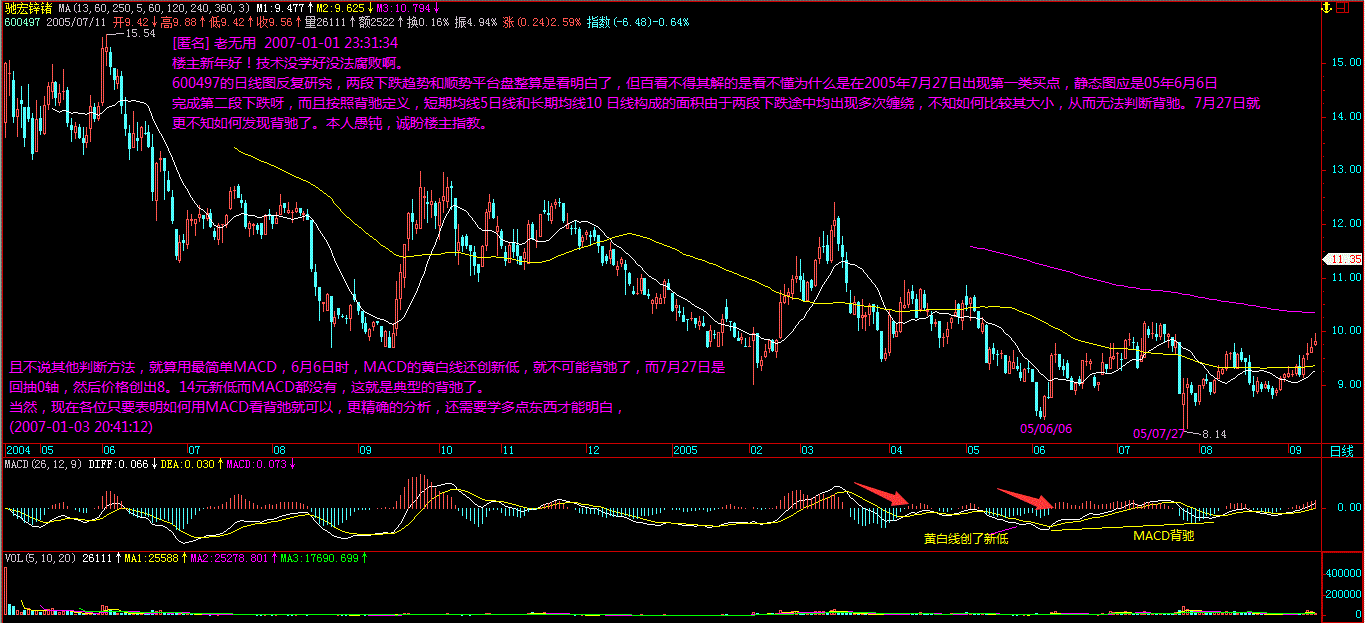 驰宏锌锗 MA(13,60,250,5,60,120,240,360,3) M1:9.477↑M2:9.625↓M3:10.794↓
600497 2005/07/11 开9.42↓高9.88↑低9.42↑收9.56↑量26111↑额2522↑换0.16% 振4.94% 涨(0.24)2.59% 指数(-6.48)-0.64%
15.54
[匿名] 老无用 2007-01-01 23:31:34
楼主新年好！技术没学好没法腐败啊。
600497的日线图反复研究，两段下跌趋势和顺势平台盘整算是看明白了，但百看不得其解的是看不懂为什么是在2005年7月27日出现第一类买点，静态图应是05年6月6日
完成第二段下跌呀，而且按照背驰定义，短期均线5日线和长期均线10 日线构成的面积由于两段下跌途中均出现多次缠绕，不知如何比较其大小，从而无法判断背驰。7月27日就
更不知如何发现背驰了。本人愚钝，诚盼楼主指教。
15.00
14.00
13.00
12.00
11.35
11.00
10.00
9.00
且不说其他判断方法，就算用最简单MACD，6月6日时，MACD的黄白线还创新低，就不可能背弛了，而7月27日是
回抽0轴，然后价格创出8。14元新低而MACD都没有，这就是典型的背弛了。
当然，现在各位只要表明如何用MACD看背弛就可以，更精确的分析，还需要学多点东西才能明白，
(2007-01-03 20:41:12)
05/06/06
05/07/27
8.14
2004 05 06 07 08 09 10 11 12 2005 02 03 04 05 06 07 08 09 日线
MACD(26,12,9) DIFF:0.066↓DEA:0.030↑MACD:0.073↓
0.00
黄白线创了新低
MACD背驰
VOL(5,10,20) 26111↑MA1:25588↑MA2:25278.801↑MA3:17690.699↑
400000
200000
0